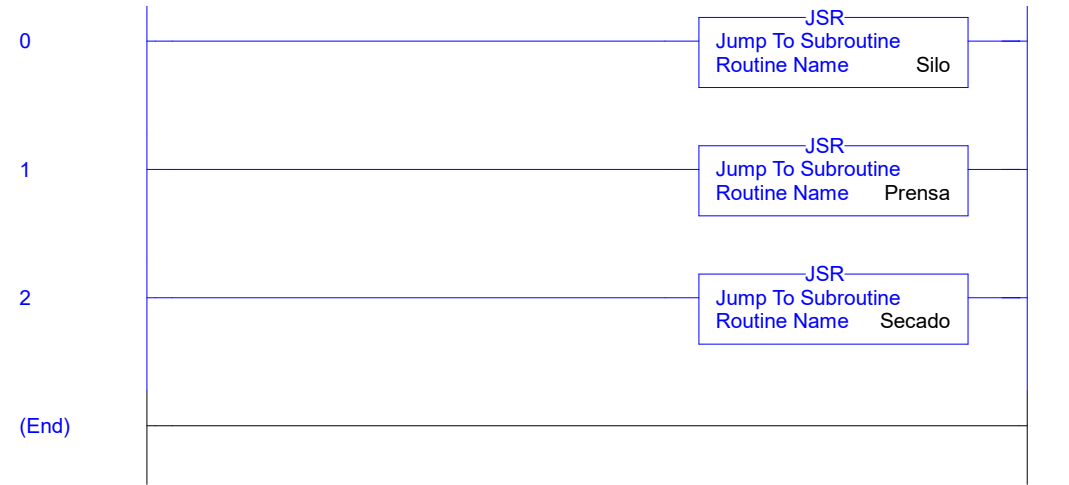 JSR
0 Jump To Subroutine
Routine Name Silo
JSR
1 Jump To Subroutine
Routine Name Prensa
JSR
2 Jump To Subroutine
Routine Name Secado
(End)